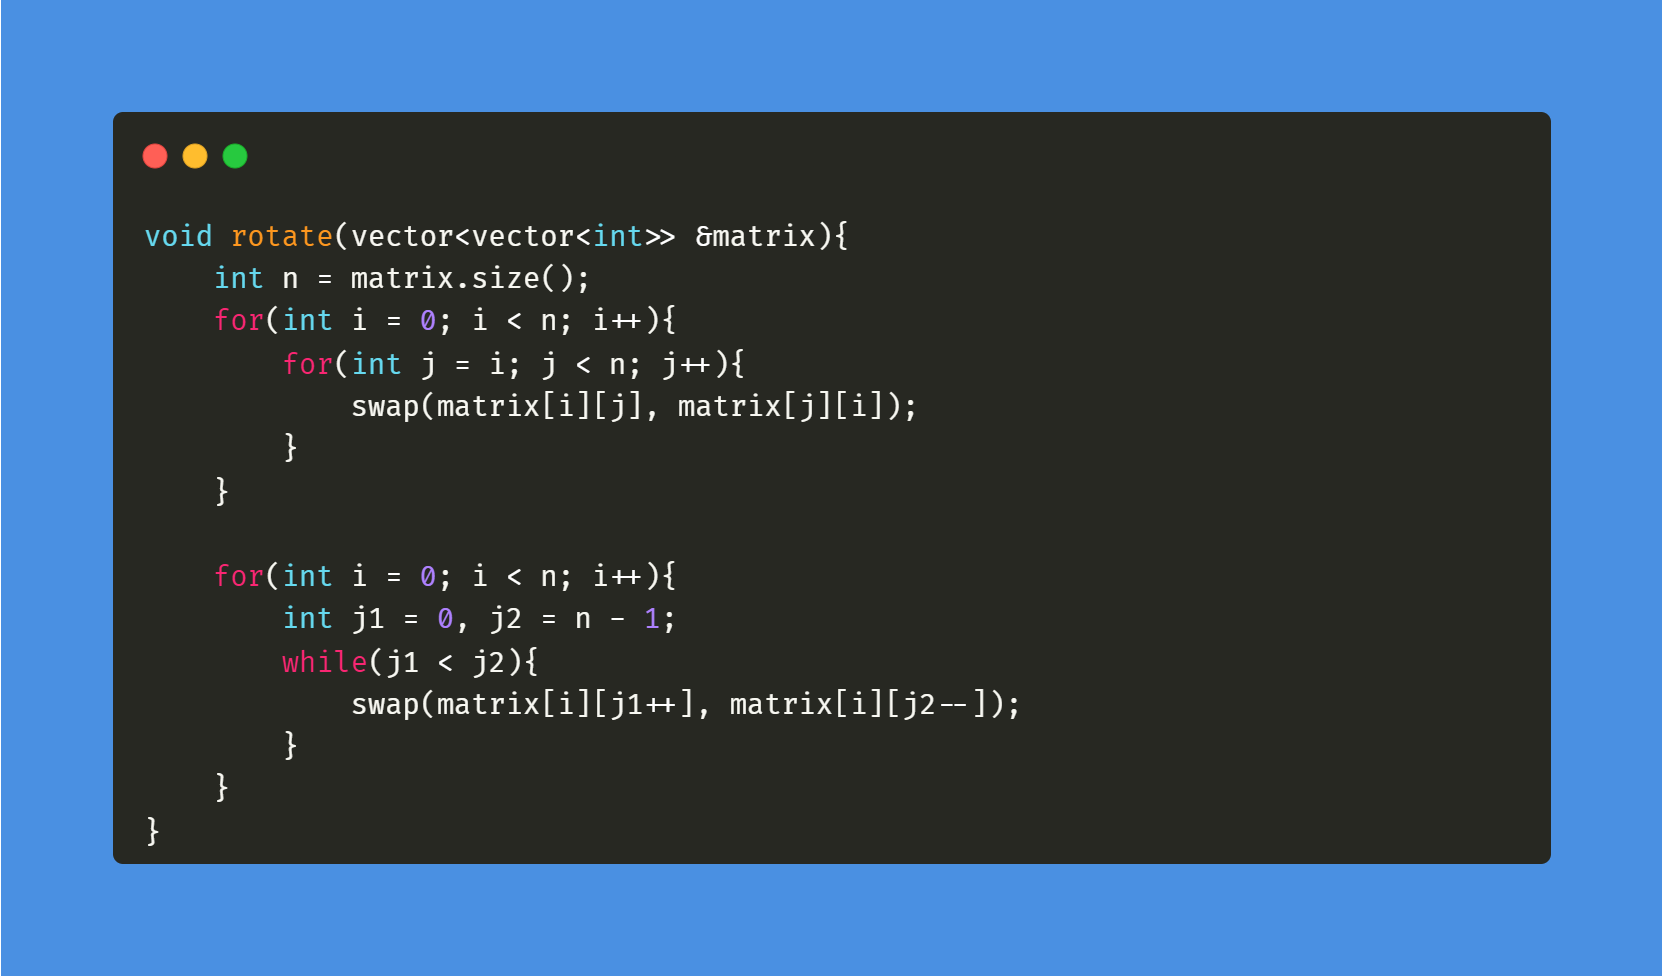 void rotate(vector<vector<int>> &matrix){
    int n = matrix.size();
    for(int i = 0; i < n; i++){
        for(int j = i; j < n; j++){
            swap(matrix[i][j], matrix[j][i]);
        }
    }

    for(int i = 0; i < n; i++){
        int j1 = 0, j2 = n - 1;
        while(j1 < j2){
            swap(matrix[i][j1++], matrix[i][j2--]);
        }
    }
}